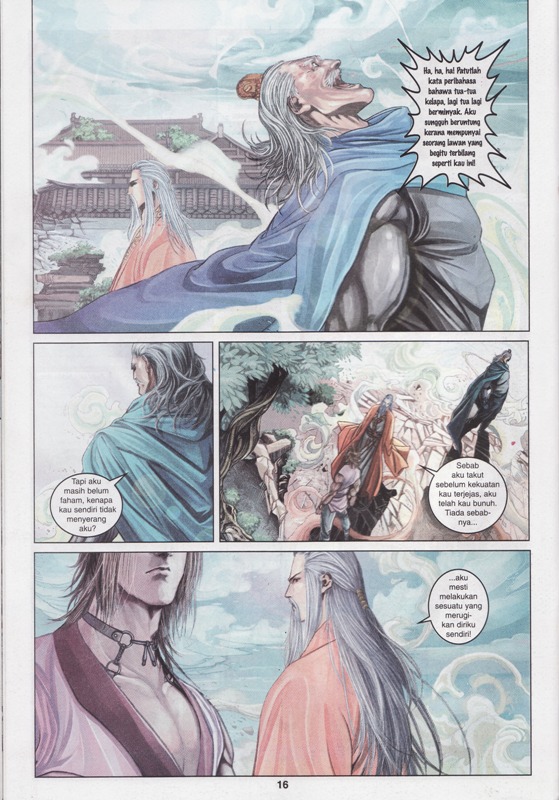 Ha, ha, ha! Patutlah
kata peribahasa
bahawa tua-tua
kelapa, lagi tua lagi
berminyak. Aku
sungguh beruntung
kerana mempunyai
seorang lawan yang
begitu terbilang
seperti kau ini!
Tapi aku
masih belum
faham, kenapa
kau sendiri tidak
menyerang
aku?
Sebab
aku takut
sebelum kekuatan
kau terjejas, aku
telah kau bunuh.
Tiada sebab-
nya...
...aku
mesti
melakukan
sesuatu yang
merugi-
kan diriku
sendiri!
16